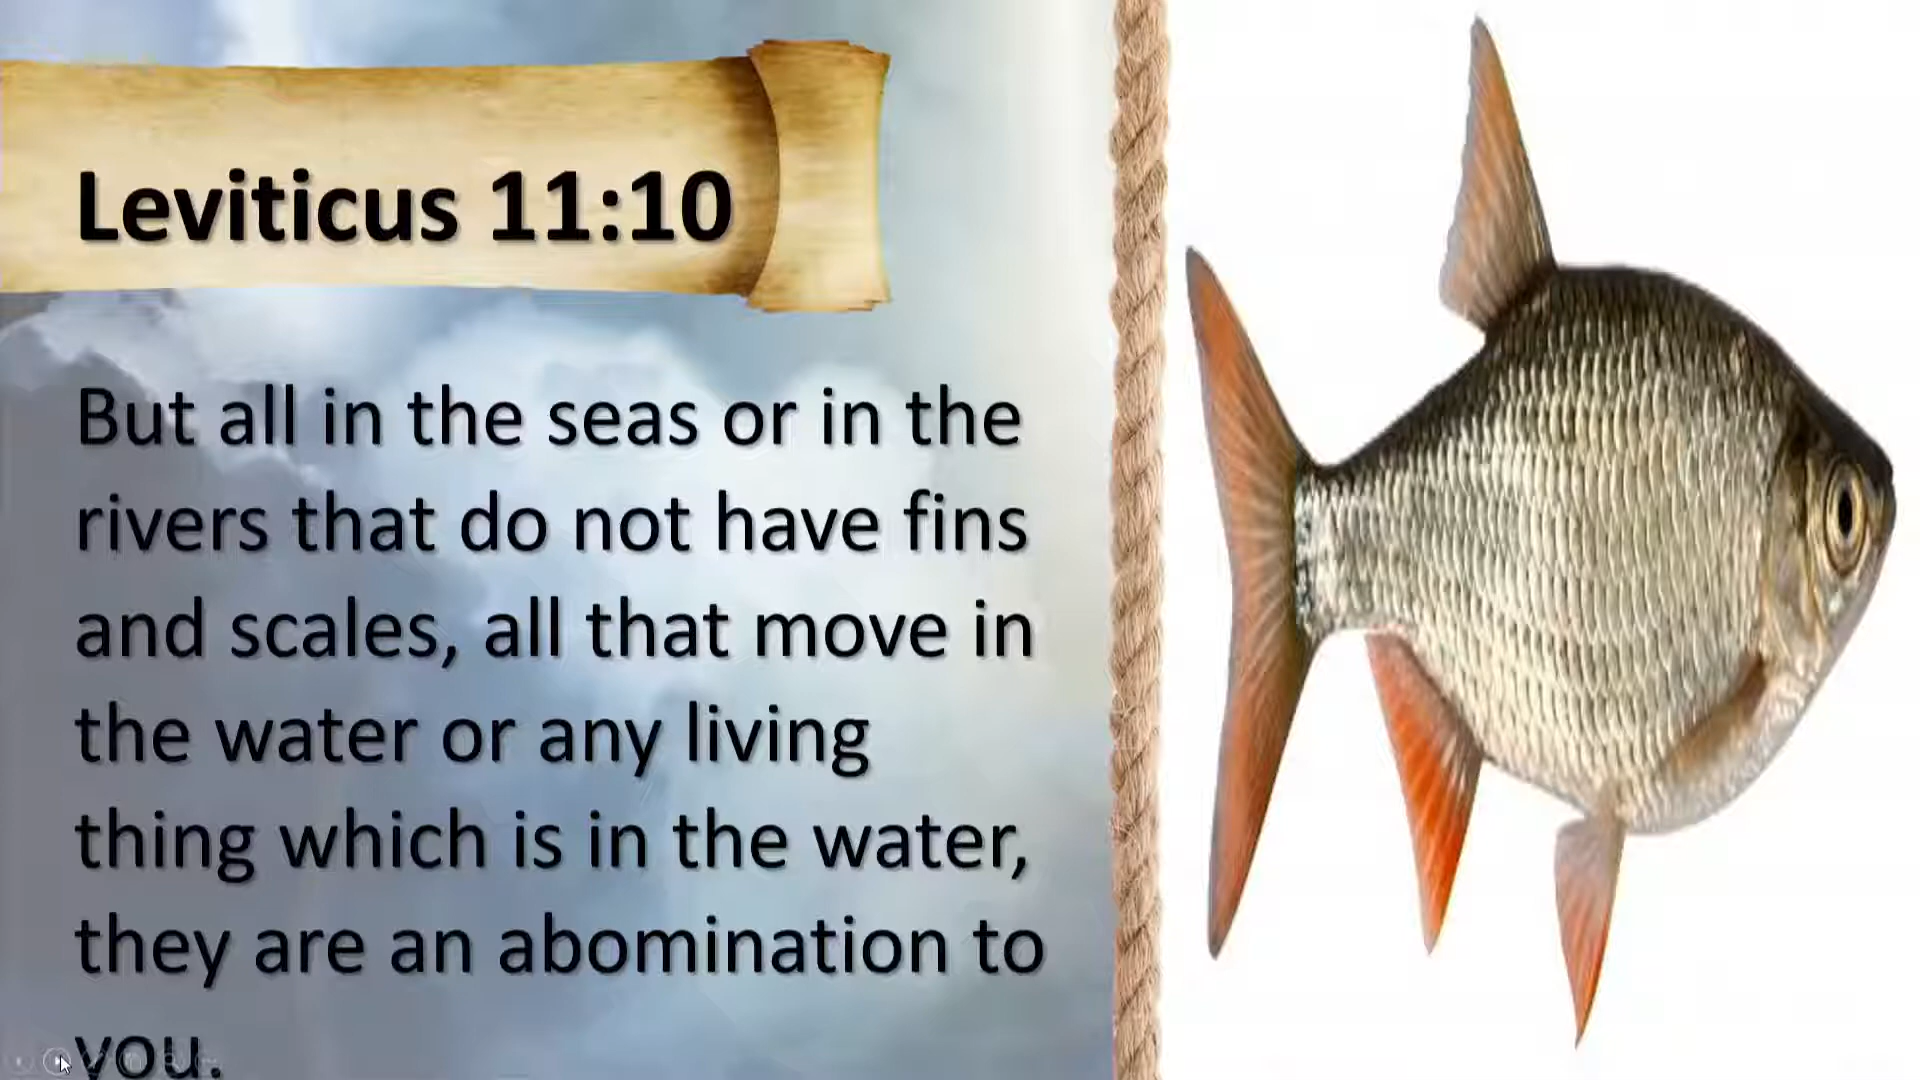 Leviticus 11:10
But all in the seas or in the
rivers that do not have fins
and scales, all that move in
the water or any living
thing which is in the water,
they are an abomination to
you.